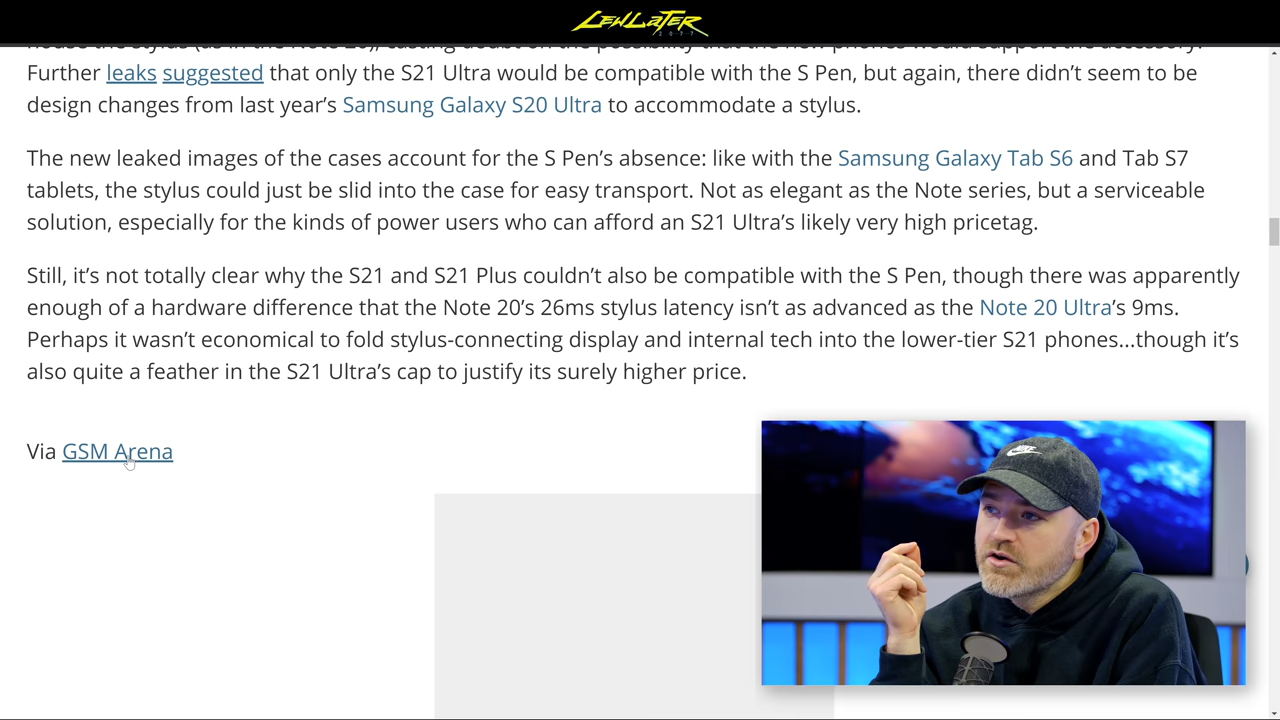 LEWLATER
2077
house the stylus (as in the Note 20), casting doubt on the possibility that the new phones would support the accessory.
Further leaks suggested that only the S21 Ultra would be compatible with the S Pen, but again, there didn’t seem to be
design changes from last year’s Samsung Galaxy S20 Ultra to accommodate a stylus.
The new leaked images of the cases account for the S Pen’s absence: like with the Samsung Galaxy Tab S6 and Tab S7
tablets, the stylus could just be slid into the case for easy transport. Not as elegant as the Note series, but a serviceable
solution, especially for the kinds of power users who can afford an S21 Ultra’s likely very high pricetag.
Still, it’s not totally clear why the S21 and S21 Plus couldn’t also be compatible with the S Pen, though there was apparently
enough of a hardware difference that the Note 20’s 26ms stylus latency isn’t as advanced as the Note 20 Ultra’s 9ms.
Perhaps it wasn’t economical to fold stylus-connecting display and internal tech into the lower-tier S21 phones...though it’s
also quite a feather in the S21 Ultra’s cap to justify its surely higher price.
Via GSM Arena